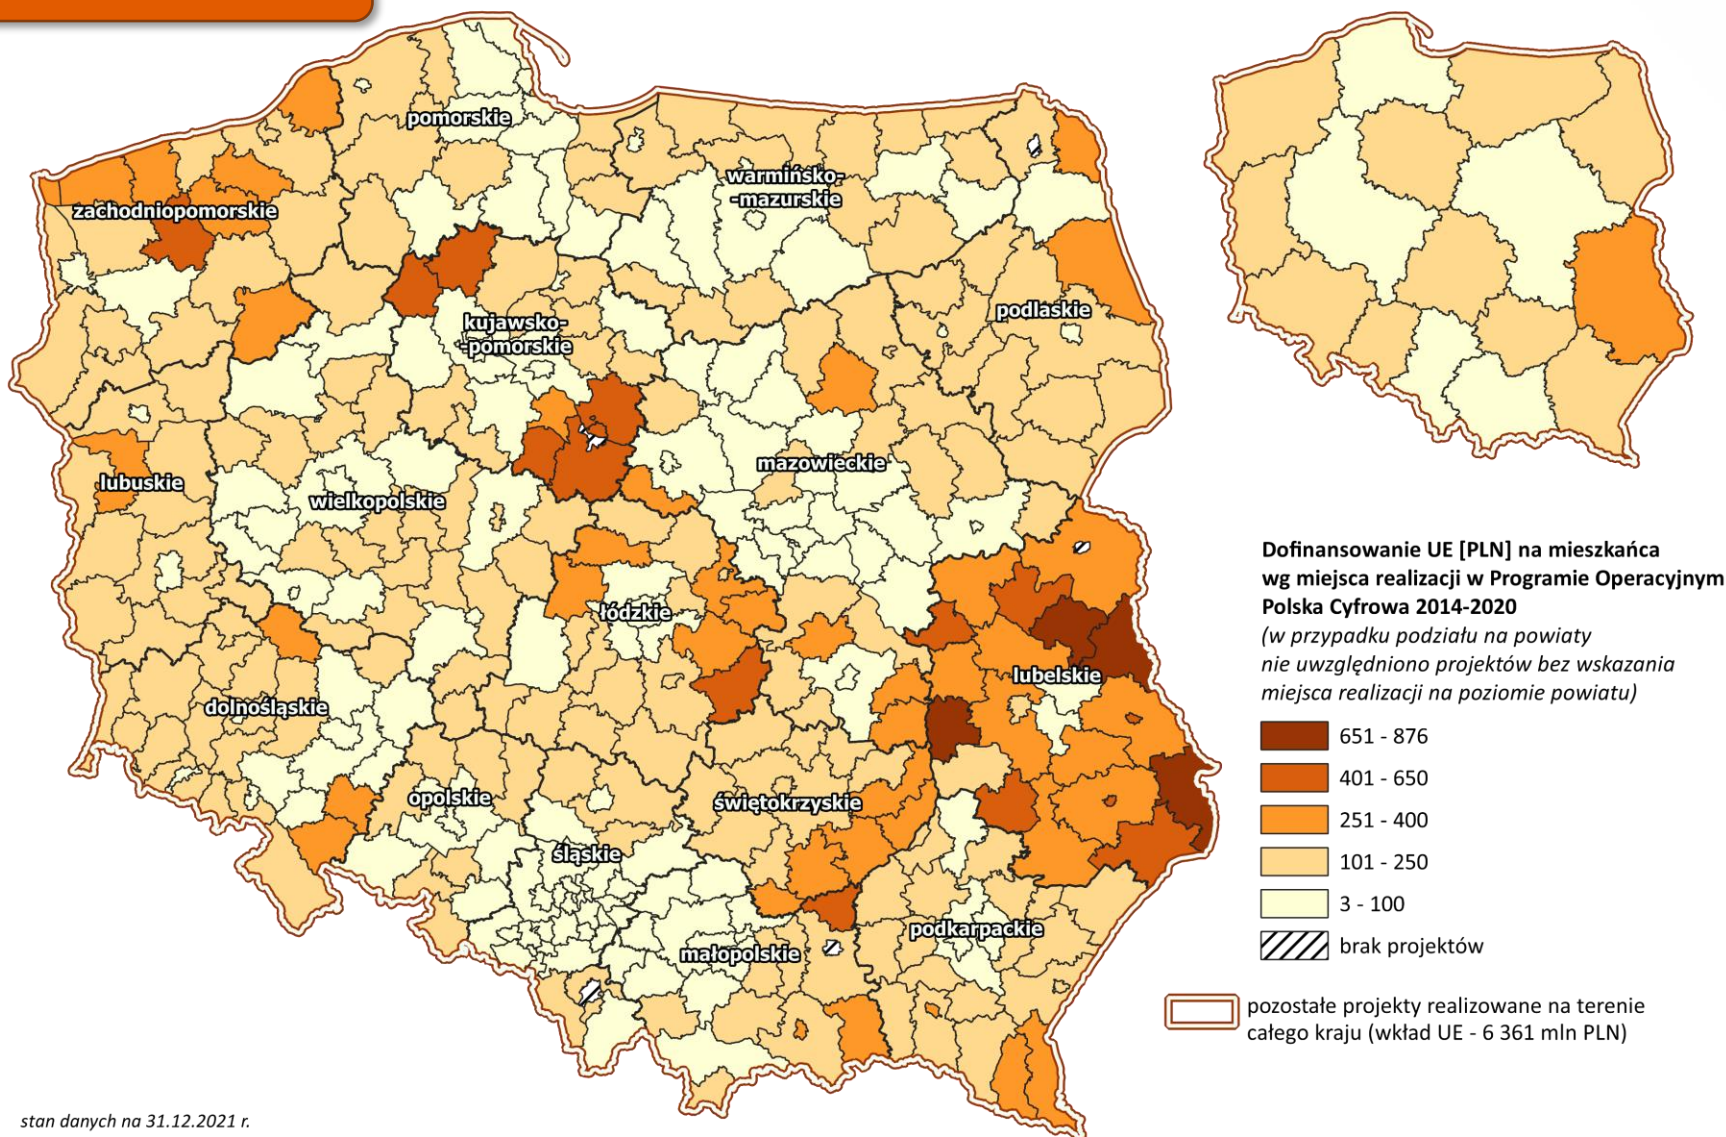 pomorskie
warmińsko-
-mazurskie
zachodniopomorskie
podlaskie
kujawsko-
-pomorskie
mazowieckie
lubuskie
wielkopolskie
łódzkie
lubelskie
dolnośląskie
opolskie
świętokrzyskie
śląskie
podkarpackie
małopolskie
Dofinansowanie UE [PLN] na mieszkańca
wg miejsca realizacji w Programie Operacyjnym
Polska Cyfrowa 2014-2020
(w przypadku podziału na powiaty
nie uwzględniono projektów bez wskazania
miejsca realizacji na poziomie powiatu)
651 - 876
401 - 650
251 - 400
101 - 250
3 - 100
brak projektów
pozostałe projekty realizowane na terenie
całego kraju (wkład UE - 6 361 mln PLN)
stan danych na 31.12.2021 r.